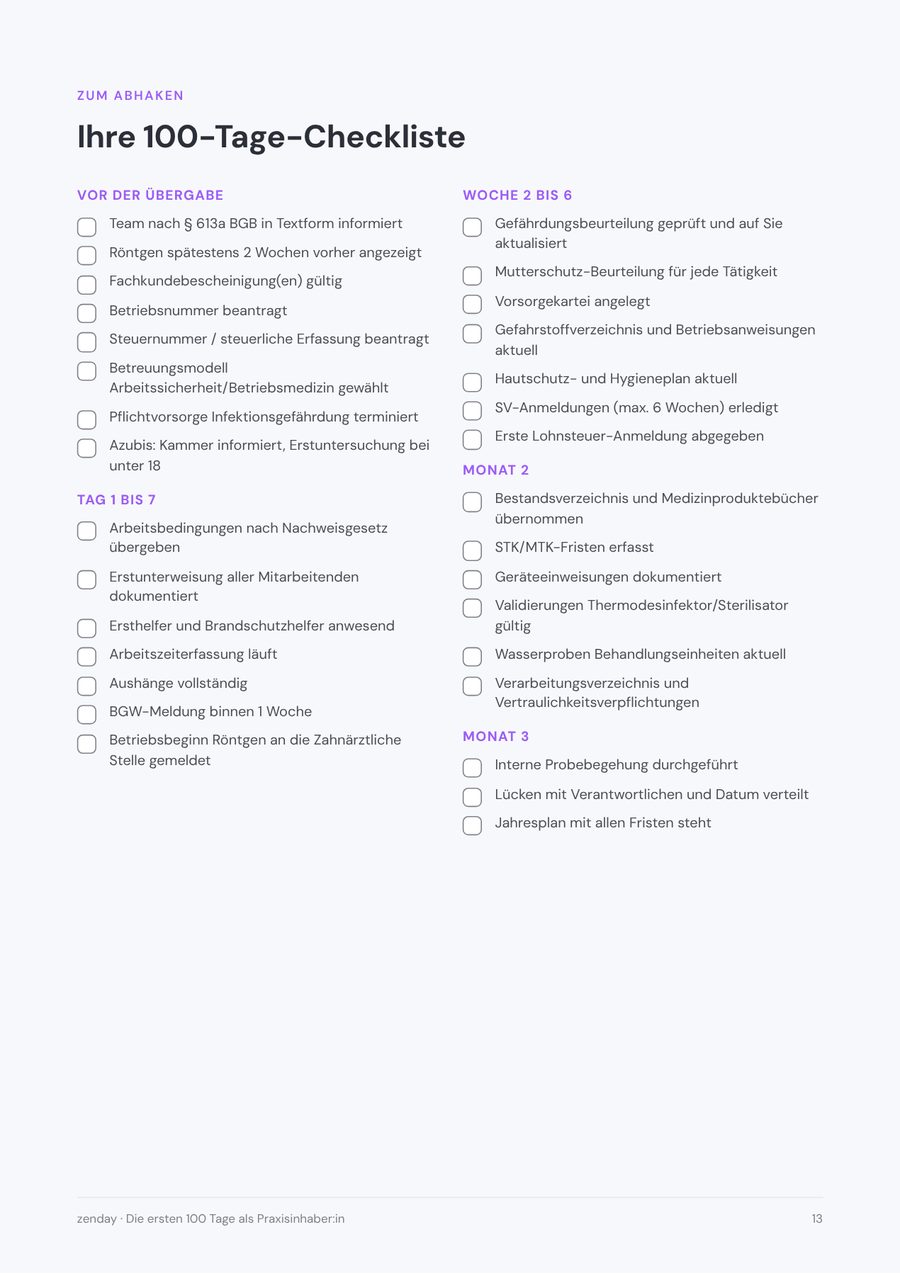 ZUM ABHAKEN
Ihre 100-Tage-Checkliste
VOR DER ÜBERGABE
Team nach § 613a BGB in Textform informiert
Röntgen spätestens 2 Wochen vorher angezeigt
Fachkundebescheinigung(en) gültig
Betriebsnummer beantragt
Steuernummer / steuerliche Erfassung beantragt
Betreuungsmodell
Arbeitssicherheit/Betriebsmedizin gewählt
Pflichtvorsorge Infektionsgefährdung terminiert
Azubis: Kammer informiert, Erstuntersuchung bei
unter 18
TAG 1 BIS 7
Arbeitsbedingungen nach Nachweisgesetz
übergeben
Erstunterweisung aller Mitarbeitenden
dokumentiert
Ersthelfer und Brandschutzhelfer anwesend
Arbeitszeiterfassung läuft
Aushänge vollständig
BGW-Meldung binnen 1 Woche
Betriebsbeginn Röntgen an die Zahnärztliche
Stelle gemeldet
WOCHE 2 BIS 6
Gefährdungsbeurteilung geprüft und auf Sie
aktualisiert
Mutterschutz-Beurteilung für jede Tätigkeit
Vorsorgekartei angelegt
Gefahrstoffverzeichnis und Betriebsanweisungen
aktuell
Hautschutz- und Hygieneplan aktuell
SV-Anmeldungen (max. 6 Wochen) erledigt
Erste Lohnsteuer-Anmeldung abgegeben
MONAT 2
Bestandsverzeichnis und Medizinproduktebücher
übernommen
STK/MTK-Fristen erfasst
Geräteeinweisungen dokumentiert
Validierungen Thermodesinfektor/Sterilisator
gültig
Wasserproben Behandlungseinheiten aktuell
Verarbeitungsverzeichnis und
Vertraulichkeitsverpflichtungen
MONAT 3
Interne Probebegehung durchgeführt
Lücken mit Verantwortlichen und Datum verteilt
Jahresplan mit allen Fristen steht
zenday · Die ersten 100 Tage als Praxisinhaber:in
13